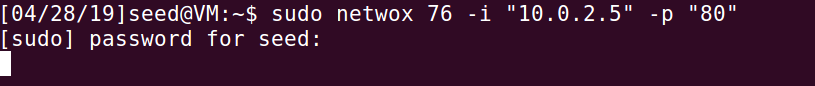 [04/28/19]seed@VM:~$ sudo netwox 76 -i "10.0.2.5" -p "80"
[sudo] password for seed: